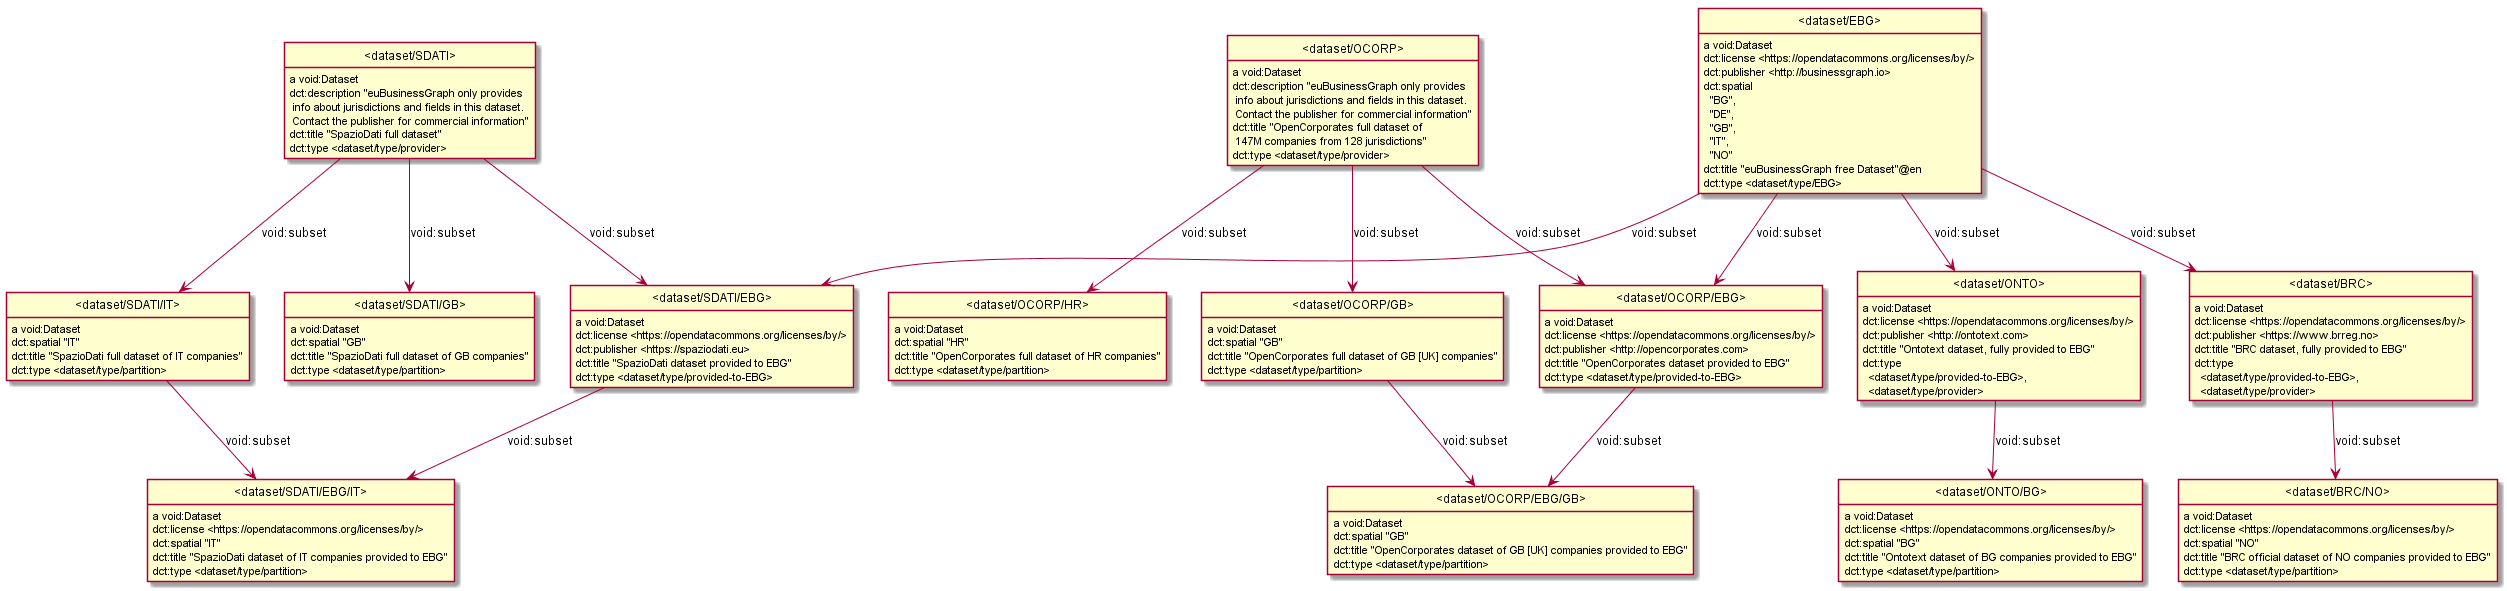 <dataset/SDATI>
a void:Dataset
dct:description "euBusinessGraph only provides
info about jurisdictions and fields in this dataset.
Contact the publisher for commercial information"
dct:title "SpazioDati full dataset"
dct:type <dataset/type/provider>
<dataset/OCORP>
a void:Dataset
dct:description "euBusinessGraph only provides
info about jurisdictions and fields in this dataset.
Contact the publisher for commercial information"
dct:title "OpenCorporates full dataset of
147M companies from 128 jurisdictions"
dct:type <dataset/type/provider>
<dataset/EBG>
a void:Dataset
dct:license <https://opendatacommons.org/licenses/by/>
dct:publisher <http://businessgraph.io>
dct:spatial
"BG",
"DE",
"GB",
"IT",
"NO"
dct:title "euBusinessGraph free Dataset"@en
dct:type <dataset/type/EBG>
void:subset
void:subset
void:subset
void:subset
void:subset
void:subset
void:subset
void:subset
void:subset
void:subset
<dataset/SDATI/IT>
a void:Dataset
dct:spatial "IT"
dct:title "SpazioDati full dataset of IT companies"
dct:type <dataset/type/partition>
<dataset/SDATI/GB>
a void:Dataset
dct:spatial "GB"
dct:title "SpazioDati full dataset of GB companies"
dct:type <dataset/type/partition>
<dataset/SDATI/EBG>
a void:Dataset
dct:license <https://opendatacommons.org/licenses/by/>
dct:publisher <https://spaziodati.eu>
dct:title "SpazioDati dataset provided to EBG"
dct:type <dataset/type/provided-to-EBG>
<dataset/OCORP/HR>
a void:Dataset
dct:spatial "HR"
dct:title "OpenCorporates full dataset of HR companies"
dct:type <dataset/type/partition>
<dataset/OCORP/GB>
a void:Dataset
dct:spatial "GB"
dct:title "OpenCorporates full dataset of GB [UK] companies"
dct:type <dataset/type/partition>
<dataset/OCORP/EBG>
a void:Dataset
dct:license <https://opendatacommons.org/licenses/by/>
dct:publisher <http://opencorporates.com>
dct:title "OpenCorporates dataset provided to EBG"
dct:type <dataset/type/provided-to-EBG>
<dataset/ONTO>
a void:Dataset
dct:license <https://opendatacommons.org/licenses/by/>
dct:publisher <http://ontotext.com>
dct:title "Ontotext dataset, fully provided to EBG"
dct:type
<dataset/type/provided-to-EBG>,
<dataset/type/provider>
<dataset/BRC>
a void:Dataset
dct:license <https://opendatacommons.org/licenses/by/>
dct:publisher <https://www.brreg.no>
dct:title "BRC dataset, fully provided to EBG"
dct:type
<dataset/type/provided-to-EBG>,
<dataset/type/provider>
void:subset
void:subset
void:subset
void:subset
void:subset
void:subset
<dataset/SDATI/EBG/IT>
a void:Dataset
dct:license <https://opendatacommons.org/licenses/by/>
dct:spatial "IT"
dct:title "SpazioDati dataset of IT companies provided to EBG"
dct:type <dataset/type/partition>
<dataset/OCORP/EBG/GB>
a void:Dataset
dct:spatial "GB"
dct:title "OpenCorporates dataset of GB [UK] companies provided to EBG"
dct:type <dataset/type/partition>
<dataset/ONTO/BG>
a void:Dataset
dct:license <https://opendatacommons.org/licenses/by/>
dct:spatial "BG"
dct:title "Ontotext dataset of BG companies provided to EBG"
dct:type <dataset/type/partition>
<dataset/BRC/NO>
a void:Dataset
dct:license <https://opendatacommons.org/licenses/by/>
dct:spatial "NO"
dct:title "BRC official dataset of NO companies provided to EBG"
dct:type <dataset/type/partition>